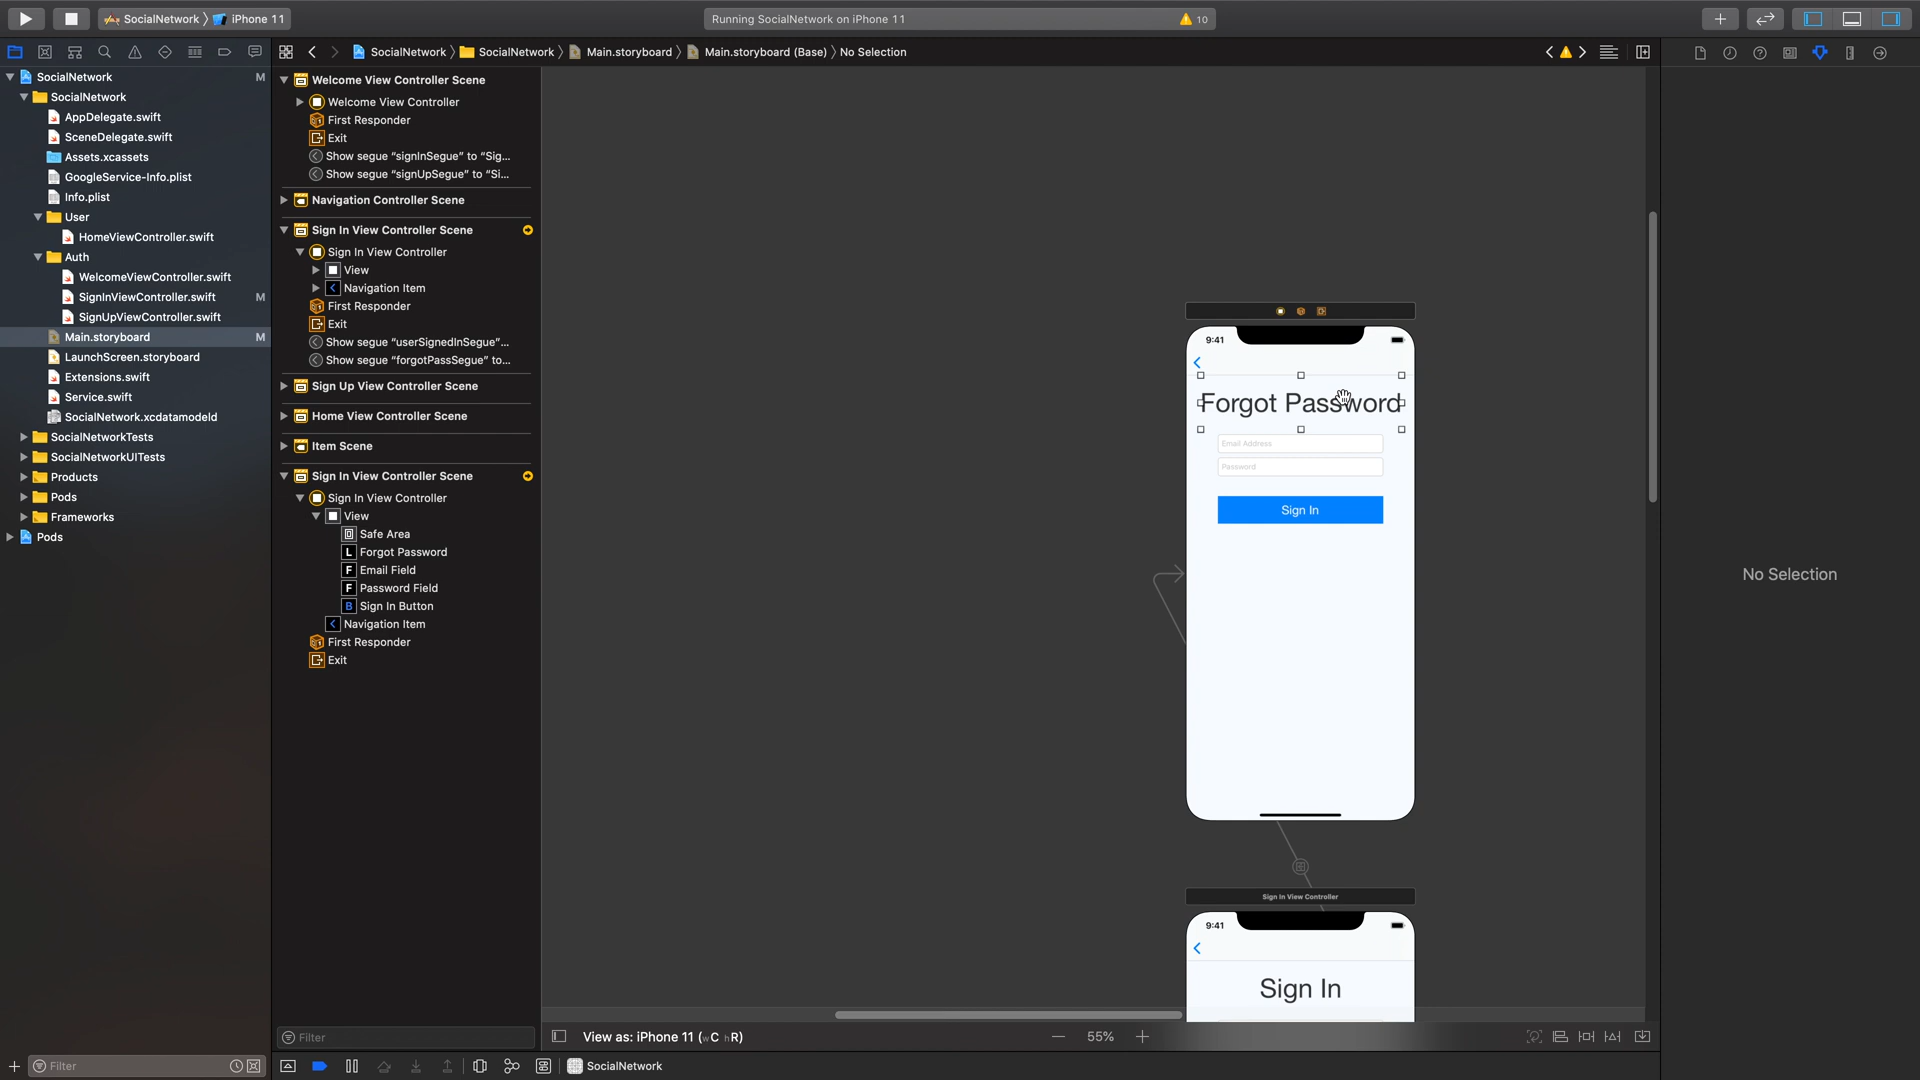 SocialNetwork 〉 iPhone 11
Running SocialNetwork on iPhone 11
10
SocialNetwork 〉 SocialNetwork 〉 Main.storyboard 〉 Main.storyboard (Base) 〉 No Selection
SocialNetwork M
SocialNetwork
AppDelegate.swift
SceneDelegate.swift
Assets.xcassets
GoogleService-Info.plist
Info.plist
User
HomeViewController.swift
Auth
WelcomeViewController.swift
SignInViewController.swift M
SignUpViewController.swift
Main.storyboard M
LaunchScreen.storyboard
Extensions.swift
Service.swift
SocialNetwork.xcdatamodeld
SocialNetworkTests
SocialNetworkUITests
Products
Pods
Frameworks
Pods
Filter
Welcome View Controller Scene
Welcome View Controller
First Responder
Exit
Show segue “signInSegue” to “Sig...
Show segue “signUpSegue” to “Si...
Navigation Controller Scene
Sign In View Controller Scene
Sign In View Controller
View
Navigation Item
First Responder
Exit
Show segue “userSignedInSegue”...
Show segue “forgotPassSegue” to...
Sign Up View Controller Scene
Home View Controller Scene
Item Scene
Sign In View Controller Scene
Sign In View Controller
View
Safe Area
L Forgot Password
F Email Field
F Password Field
B Sign In Button
Navigation Item
First Responder
Exit
Filter
9:41
Forgot Password
Email Address
Password
Sign In
Sign In View Controller
9:41
Sign In
View as: iPhone 11 (wC hR)
55%
SocialNetwork
No Selection